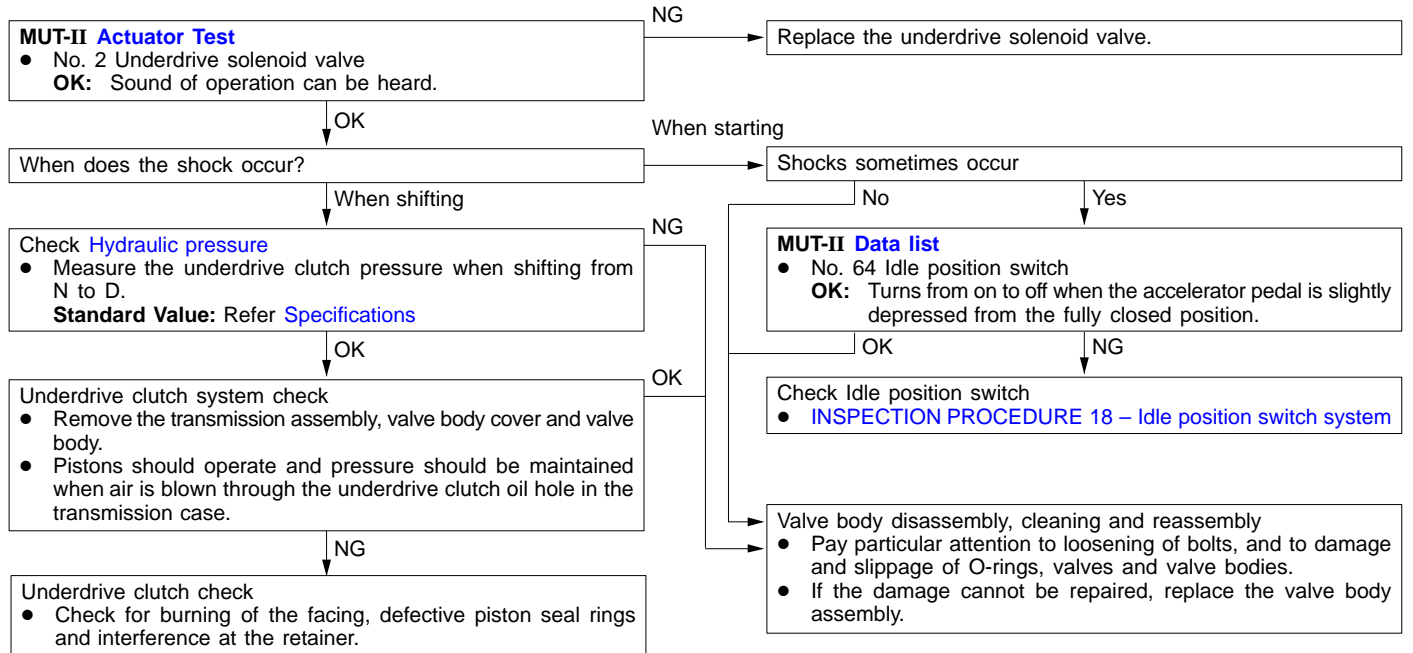 MUT-II Actuator Test
● No. 2 Underdrive solenoid valve
OK: Sound of operation can be heard.
NG
Replace the underdrive solenoid valve.
OK
When does the shock occur?
When starting
Shocks sometimes occur
When shifting
No
Yes
Check Hydraulic pressure
● Measure the underdrive clutch pressure when shifting from
N to D.
Standard Value: Refer Specifications
NG
MUT-II Data list
● No. 64 Idle position switch
OK: Turns from on to off when the accelerator pedal is slightly
depressed from the fully closed position.
OK
OK
NG
Underdrive clutch system check
● Remove the transmission assembly, valve body cover and valve
body.
● Pistons should operate and pressure should be maintained
when air is blown through the underdrive clutch oil hole in the
transmission case.
OK
Check Idle position switch
● INSPECTION PROCEDURE 18 – Idle position switch system
NG
Valve body disassembly, cleaning and reassembly
● Pay particular attention to loosening of bolts, and to damage
and slippage of O-rings, valves and valve bodies.
● If the damage cannot be repaired, replace the valve body
assembly.
Underdrive clutch check
● Check for burning of the facing, defective piston seal rings
and interference at the retainer.